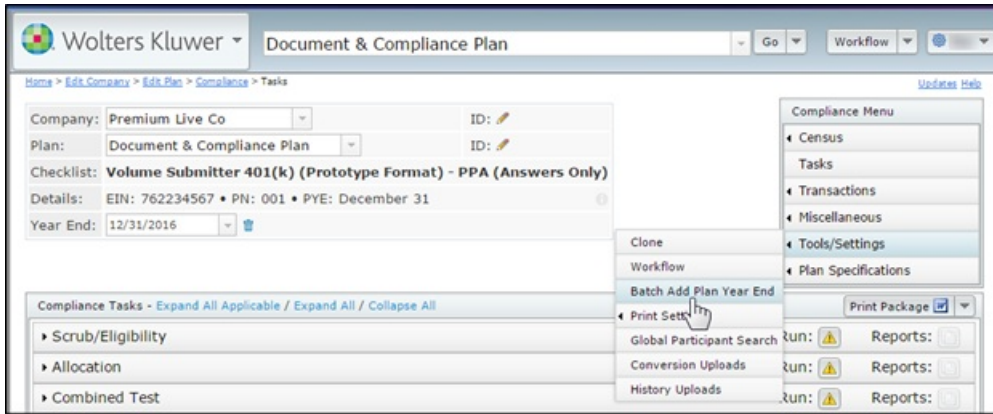 Wolters Kluwer
Document & Compliance Plan
Go
Workflow
Home > Edit Company > Edit Plan > Compliance > Tasks
Updates Help
Company: Premium Live Co ID:
Plan: Document & Compliance Plan ID:
Checklist: Volume Submitter 401(k) (Prototype Format) - PPA (Answers Only)
Details: EIN: 762234567 • PN: 001 • PYE: December 31
Year End: 12/31/2016
Compliance Menu
Census
Tasks
Transactions
Miscellaneous
Tools/Settings
Plan Specifications
Clone
Workflow
Batch Add Plan Year End
Print Sett
Global Participant Search
Conversion Uploads
History Uploads
Compliance Tasks - Expand All Applicable / Expand All / Collapse All
Print Package
Scrub/Eligibility Run: Reports:
Allocation Run: Reports:
Combined Test Run: Reports: